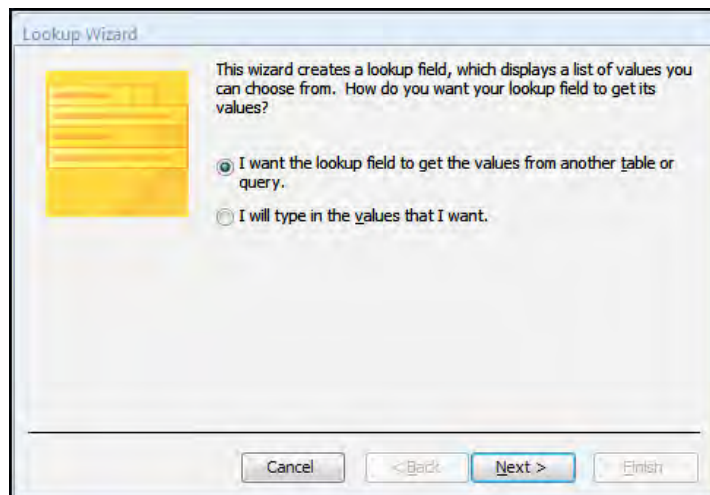 Lookup Wizard
This wizard creates a lookup field, which displays a list of values you
can choose from. How do you want your lookup field to get its
values?
I want the lookup field to get the values from another table or
query.
I will type in the values that I want.
Cancel < Back Next > Finish